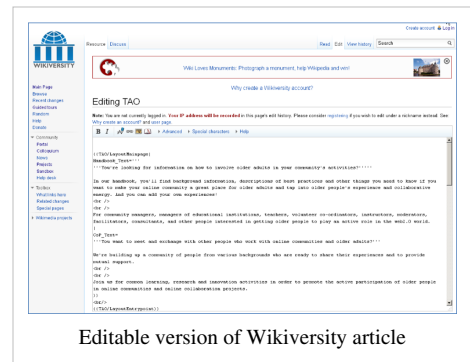 Create account Log in
WIKIVERSITY
Resource Discuss
Read Edit View history Search
Wiki Loves Monuments: Photograph a monument, help Wikipedia and win!
Why create a Wikiversity account?
Editing TAO
Note: You are not currently logged in. Your IP address will be recorded in this page's edit history. Please consider registering if you wish to edit under a nickname instead. See
Why create an account? and user page.
B I Advanced Special characters Help
Main Page
Browse
Recent changes
Guided tours
Random
Help
Donate
Community
Portal
Colloquium
News
Projects
Sandbox
Help desk
Toolbox
What links here
Related changes
Special pages
Wikimedia projects
{{TAO/LayoutMainpage|
Handbook_Text='''
'''You're looking for information on how to involve older adults in your community's activities?'''''
In our handbook, you'll find background information, descriptions of best practices and other things you need to know if you
want to make your online community a great place for older adults and tap into older people's experience and collaborative
energy. And you can add your own experiences!
<br />
<br />
For community managers, managers of educational institutions, teachers, volunteer co-ordinators, instructors, moderators,
facilitators, consultants, and other people interested in getting older people to play an active role in the web2.0 world.
|
CoP_Text=
'''You want to meet and exchange with other people who work with online communities and older adults?'''
We're building up a community of people from various backgrounds who are ready to share their experiences and to provide
mutual support.
<br />
<br />
Join us for common learning, research and innovation activities in order to promote the active participation of older people
in online communities and online collaboration projects.
}}
<br/>
{{TAO/LayoutEntrypoint}}
Editable version of Wikiversity article